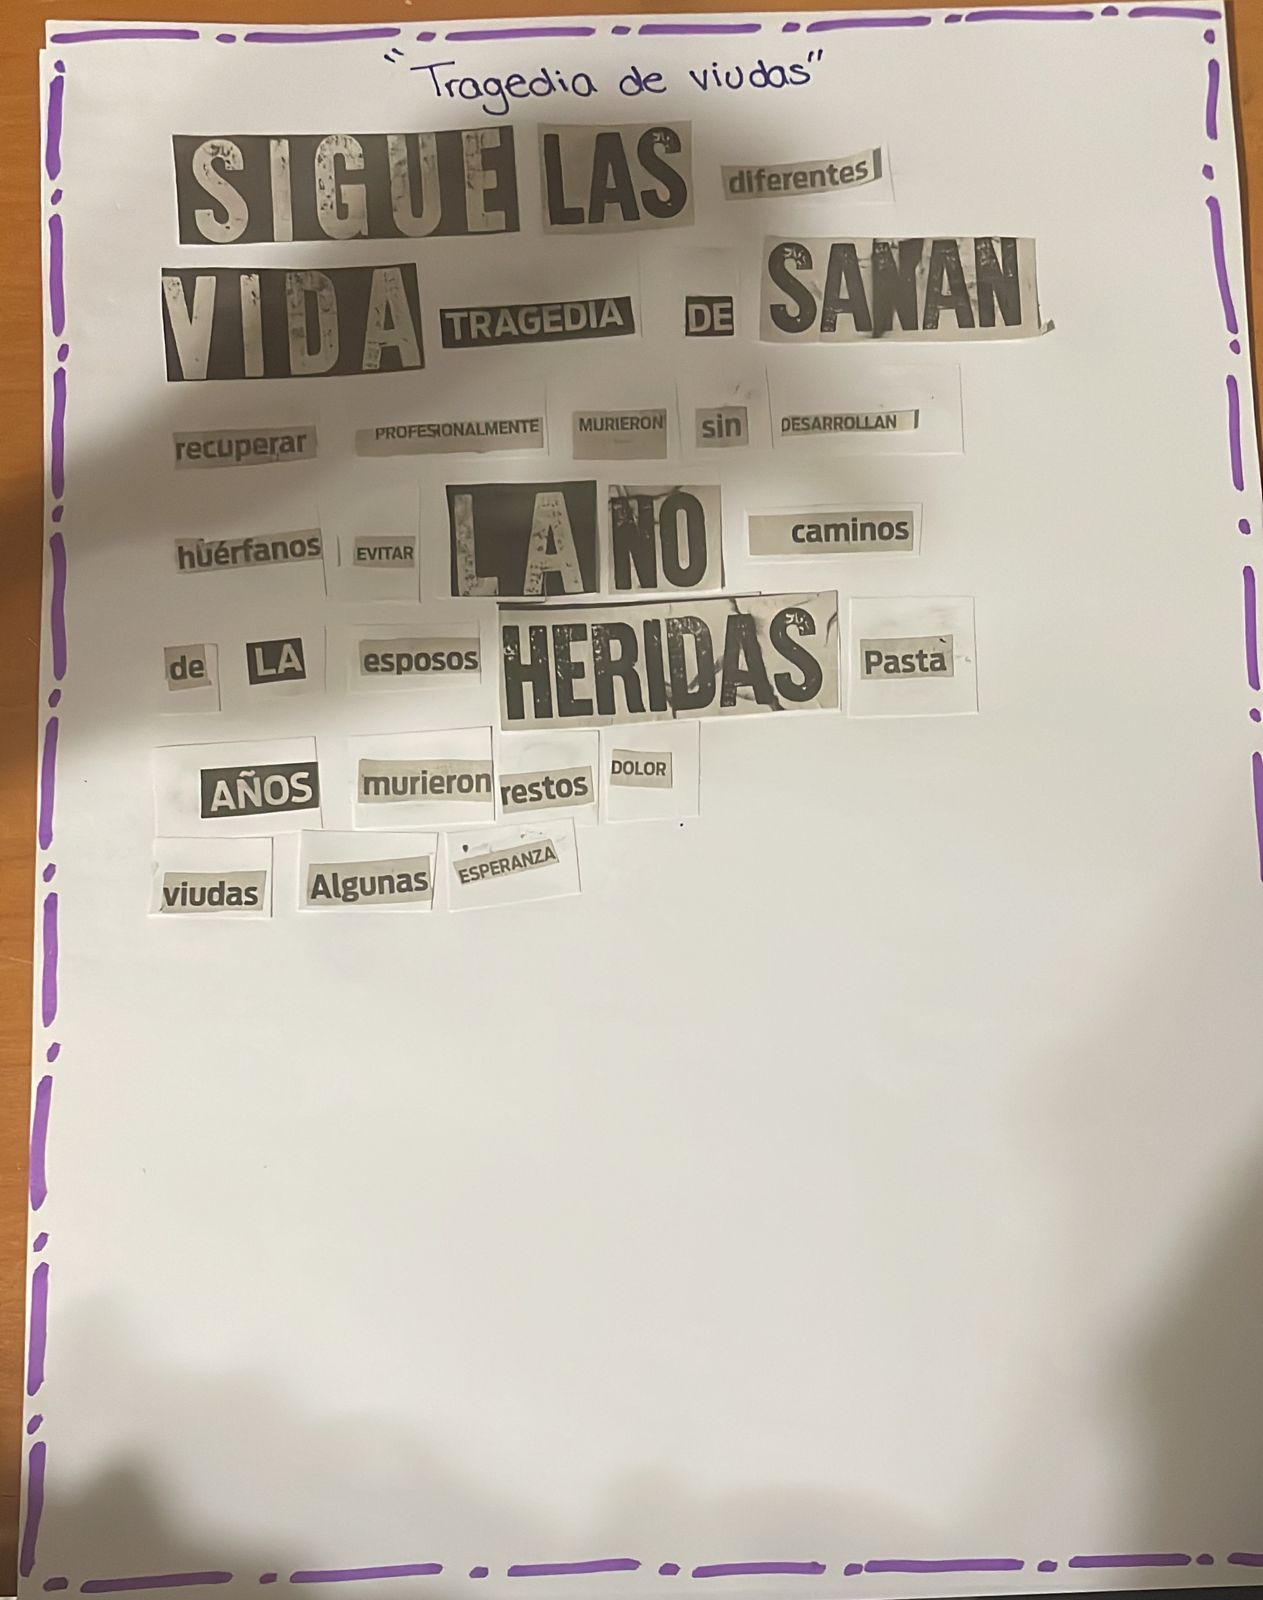 "Tragedia de viudas"
SIGUE LAS diferentes
VIDA TRAGEDIA DE SANAN
recuperar PROFESIONALMENTE MURIERON sin DESARROLLAN
huérfanos EVITAR LA NO caminos
de LA esposos HERIDAS Pasta
AÑOS murieron restos DOLOR
viudas Algunas ESPERANZA